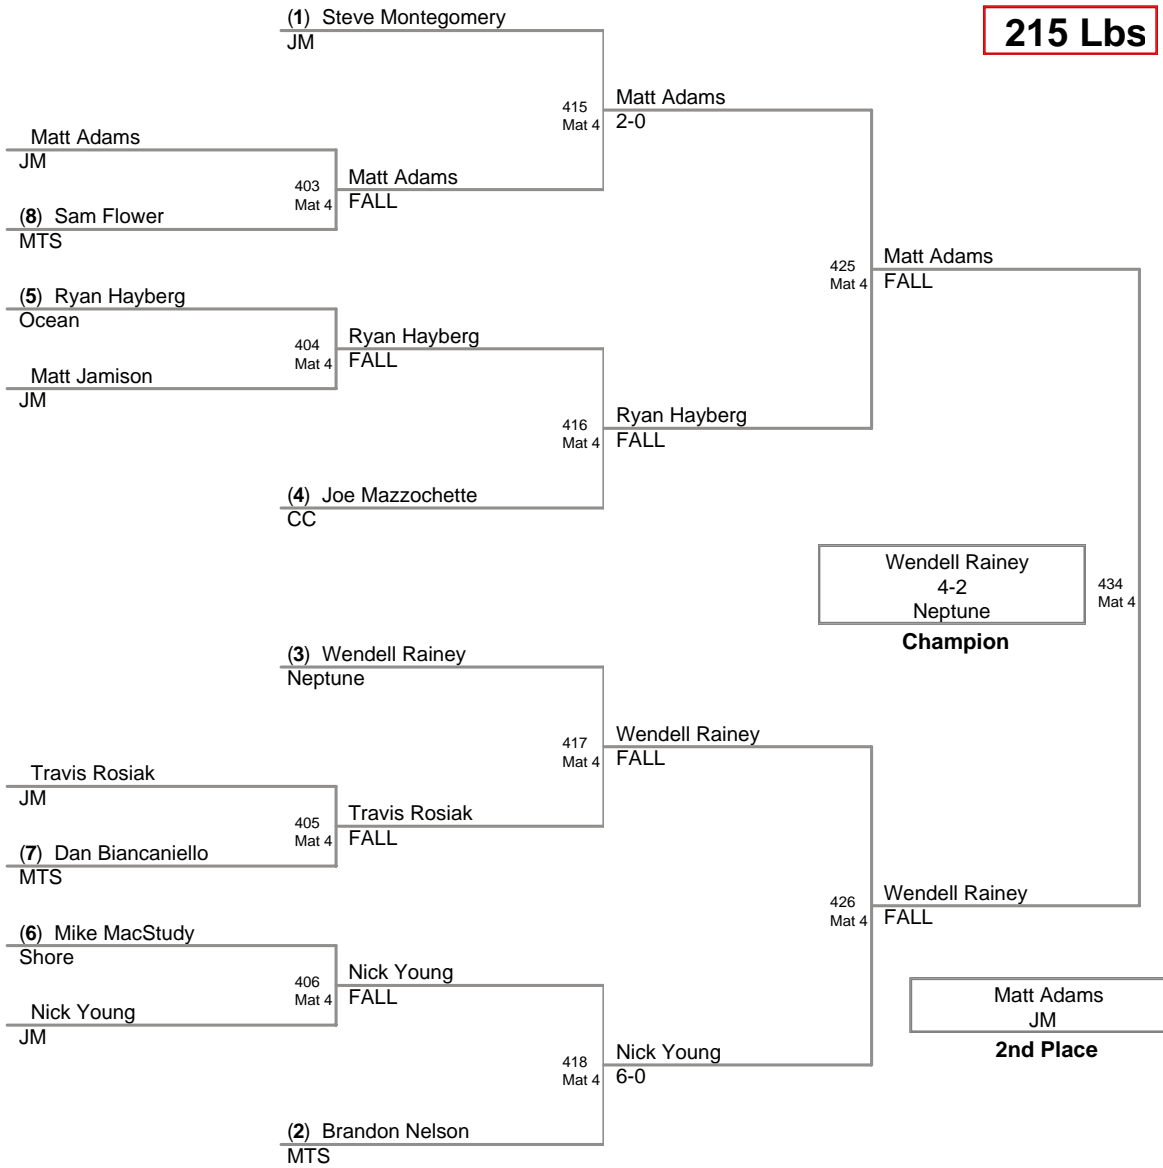 (1) Steve Montegomery
JM
215 Lbs
415
Mat 4
Matt Adams
2-0
Matt Adams
JM
403
Mat 4
Matt Adams
FALL
(8) Sam Flower
MTS
425
Mat 4
Matt Adams
FALL
(5) Ryan Hayberg
Ocean
404
Mat 4
Ryan Hayberg
FALL
Matt Jamison
JM
416
Mat 4
Ryan Hayberg
FALL
(4) Joe Mazzochette
CC
Wendell Rainey
4-2
Neptune
Champion
434
Mat 4
(3) Wendell Rainey
Neptune
417
Mat 4
Wendell Rainey
FALL
Travis Rosiak
JM
405
Mat 4
Travis Rosiak
FALL
(7) Dan Biancaniello
MTS
426
Mat 4
Wendell Rainey
FALL
(6) Mike MacStudy
Shore
406
Mat 4
Nick Young
FALL
Nick Young
JM
Matt Adams
JM
2nd Place
418
Mat 4
Nick Young
6-0
(2) Brandon Nelson
MTS